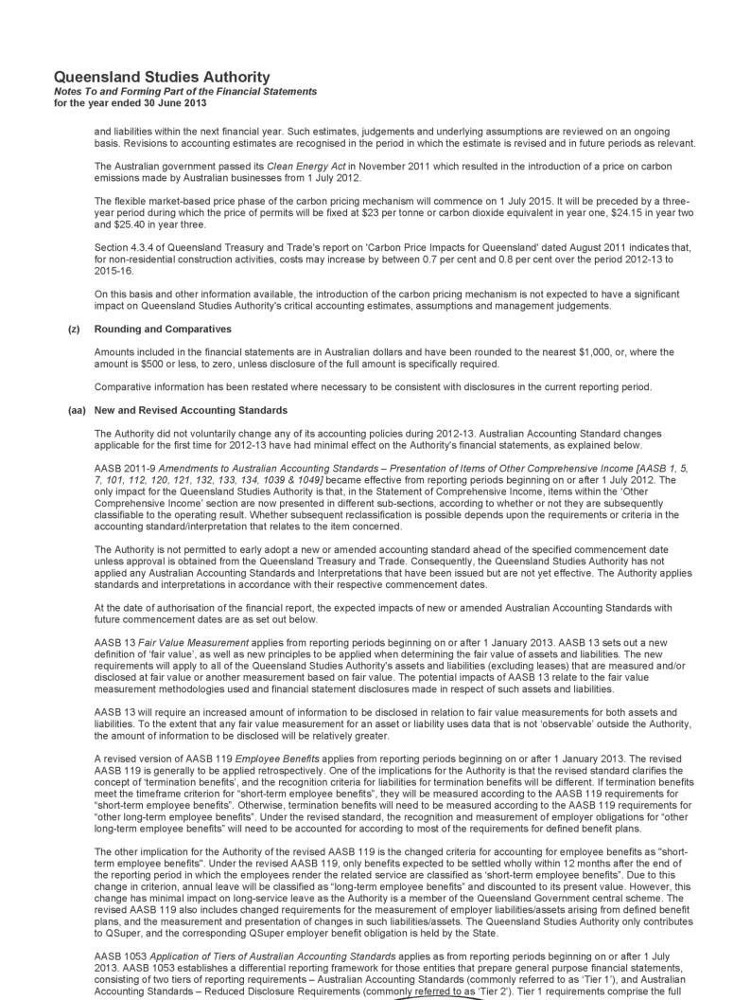 Queensland Studies Authority
Notes To and Forming Part of the Financial Statements
for the year ended 30 June 2013
and liabilities within the next financial year. Such estimates, judgements and underlying assumptions are reviewed on an ongoing
basis. Revisions to accounting estimates are recognised in the period in which the estimate is revised and in future periods as relevant.
The Australian government passed its Clean Energy Act in November 2011 which resulted in the introduction of a price on carbon
emissions made by Australian businesses from 1 July 2012.
The flexible market-based price phase of the carbon pricing mechanism will commence on 1 July 2015. It will be preceded by a three-
year period during which the price of permits will be fixed at $23 per tonne or carbon dioxide equivalent in year one, $24.15 in year two
and $25.40 in year three.
Section 4.3.4 of Queensland Treasury and Trade's report on 'Carbon Price Impacts for Queensland' dated August 2011 indicates that,
for non-residential construction activities, costs may increase by between 0.7 per cent and 0.8 per cent over the period 2012-13 to
2015-16.
On this basis and other information available, the introduction of the carbon pricing mechanism is not expected to have a significant
impact on Queensland Studies Authority's critical accounting estimates, assumptions and management judgements.
(z) Rounding and Comparatives
Amounts included in the financial statements are in Australian dollars and have been rounded to the nearest $1,000, or, where the
amount is $500 or less, to zero, unless disclosure of the full amount is specifically required.
Comparative information has been restated where necessary to be consistent with disclosures in the current reporting period.
(aa) New and Revised Accounting Standards
The Authority did not voluntarily change any of its accounting policies during 2012-13. Australian Accounting Standard changes
applicable for the first time for 2012-13 have had minimal effect on the Authority's financial statements, as explained below.
AASB 2011-9 Amendments to Australian Accounting Standards – Presentation of Items of Other Comprehensive Income [AASB 1, 5,
7, 101, 112, 120, 121, 132, 133, 134, 1039 & 1049] became effective from reporting periods beginning on or after 1 July 2012. The
only impact for the Queensland Studies Authority is that, in the Statement of Comprehensive Income, items within the 'Other
Comprehensive Income' section are now presented in different sub-sections, according to whether or not they are subsequently
classifiable to the operating result. Whether subsequent reclassification is possible depends upon the requirements or criteria in the
accounting standard/interpretation that relates to the item concerned.
The Authority is not permitted to early adopt a new or amended accounting standard ahead of the specified commencement date
unless approval is obtained from the Queensland Treasury and Trade. Consequently, the Queensland Studies Authority has not
applied any Australian Accounting Standards and Interpretations that have been issued but are not yet effective. The Authority applies
standards and interpretations in accordance with their respective commencement dates.
At the date of authorisation of the financial report, the expected impacts of new or amended Australian Accounting Standards with
future commencement dates are as set out below.
AASB 13 Fair Value Measurement applies from reporting periods beginning on or after 1 January 2013. AASB 13 sets out a new
definition of 'fair value', as well as new principles to be applied when determining the fair value of assets and liabilities. The new
requirements will apply to all of the Queensland Studies Authority's assets and liabilities (excluding leases) that are measured and/or
disclosed at fair value or another measurement based on fair value. The potential impacts of AASB 13 relate to the fair value
measurement methodologies used and financial statement disclosures made in respect of such assets and liabilities.
AASB 13 will require an increased amount of information to be disclosed in relation to fair value measurements for both assets and
liabilities. To the extent that any fair value measurement for an asset or liability uses data that is not 'observable' outside the Authority,
the amount of information to be disclosed will be relatively greater.
A revised version of AASB 119 Employee Benefits applies from reporting periods beginning on or after 1 January 2013. The revised
AASB 119 is generally to be applied retrospectively. One of the implications for the Authority is that the revised standard clarifies the
concept of 'termination benefits', and the recognition criteria for liabilities for termination benefits will be different. If termination benefits
meet the timeframe criterion for "short-term employee benefits", they will be measured according to the AASB 119 requirements for
"short-term employee benefits". Otherwise, termination benefits will need to be measured according to the AASB 119 requirements for
"other long-term employee benefits". Under the revised standard, the recognition and measurement of employer obligations for "other
long-term employee benefits" will need to be accounted for according to most of the requirements for defined benefit plans.
The other implication for the Authority of the revised AASB 119 is the changed criteria for accounting for employee benefits as "short-
term employee benefits". Under the revised AASB 119, only benefits expected to be settled wholly within 12 months after the end of
the reporting period in which the employees render the related service are classified as 'short-term employee benefits". Due to this
change in criterion, annual leave will be classified as "long-term employee benefits" and discounted to its present value. However, this
change has minimal impact on long-service leave as the Authority is a member of the Queensland Government central scheme. The
revised AASB 119 also includes changed requirements for the measurement of employer liabilities/assets arising from defined benefit
plans, and the measurement and presentation of changes in such liabilities/assets. The Queensland Studies Authority only contributes
to QSuper, and the corresponding QSuper employer benefit obligation is held by the State.
AASB 1053 Application of Tiers of Australian Accounting Standards applies as from reporting periods beginning on or after 1 July
2013. AASB 1053 establishes a differential reporting framework for those entities that prepare general purpose financial statements,
consisting of two tiers of reporting requirements – Australian Accounting Standards (commonly referred to as 'Tier 1'), and Australian
Accounting Standards – Reduced Disclosure Requirements (commonly referred to as 'Tier 2'). Tier 1 requirements comprise the full